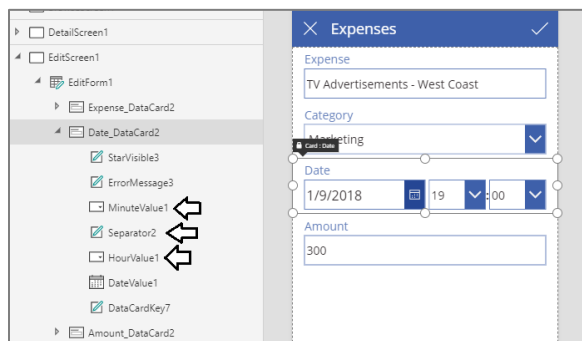 DetailScreen1
EditScreen1
EditForm1
Expense_DataCard2
Date_DataCard2
StarVisible3
ErrorMessage3
MinuteValue1
Separator2
HourValue1
DateValue1
DataCardKey7
Amount_DataCard2
Expenses
Expense
TV Advertisements - West Coast
Category
Marketing
Card : Date
Date
1/9/2018 19 : 00
Amount
300